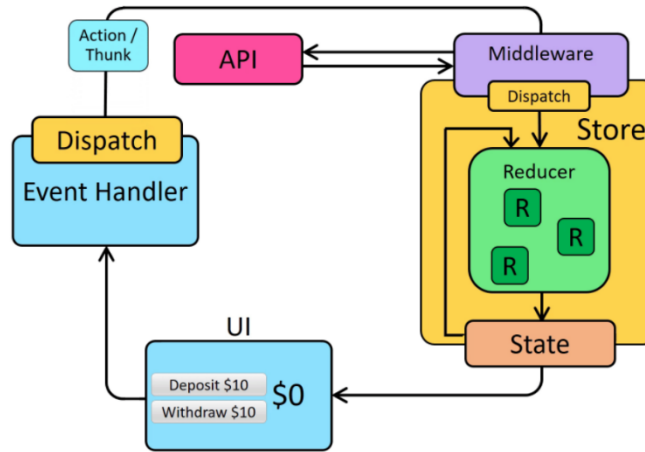 Action /
Thunk
API
Middleware
Dispatch
Store
Dispatch
Event Handler
Reducer
R
R
R
State
UI
Deposit $10
Withdraw $10
$0